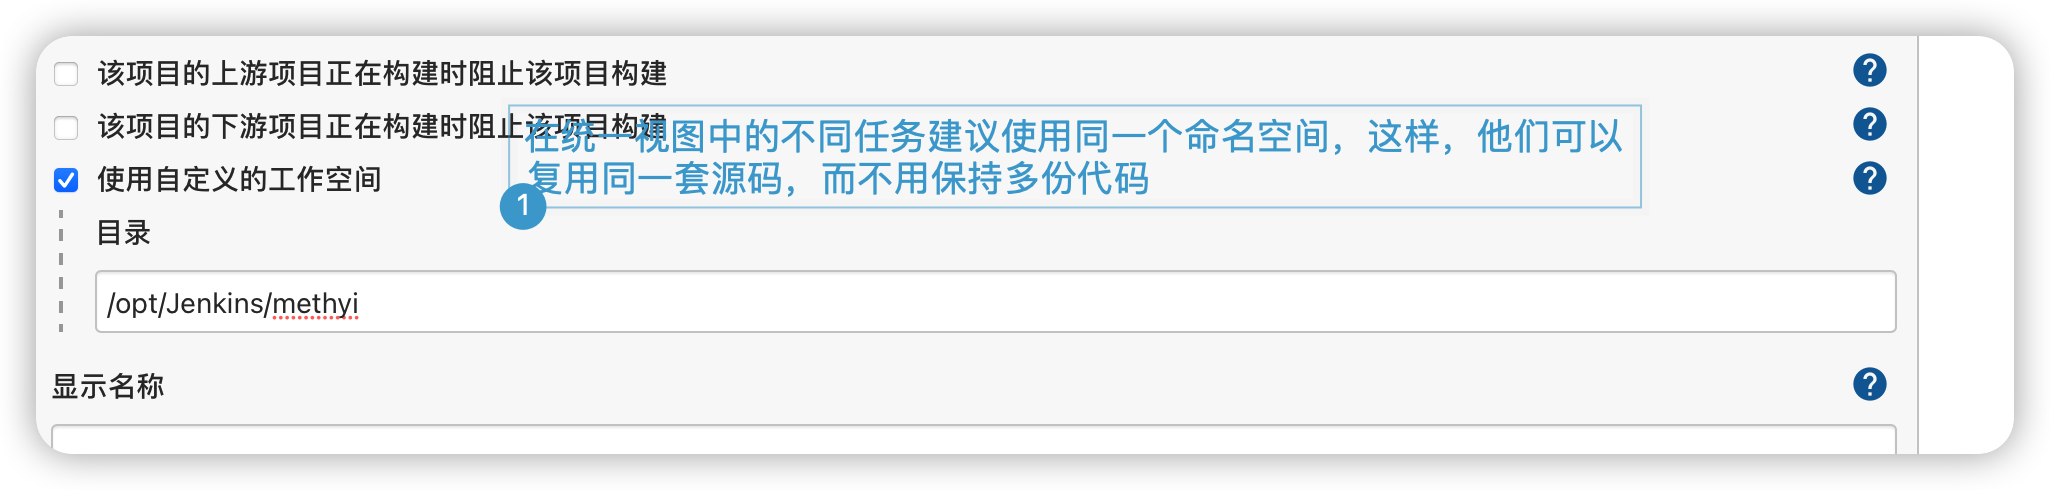 该项目的上游项目正在构建时阻止该项目构建
该项目的下游项目正在构建时阻止该项目构建
在统一视图中的不同任务建议使用同一个命名空间，这样，他们可以
复用同一套源码，而不用保持多份代码
1
使用自定义的工作空间
目录
/opt/Jenkins/methyi
显示名称